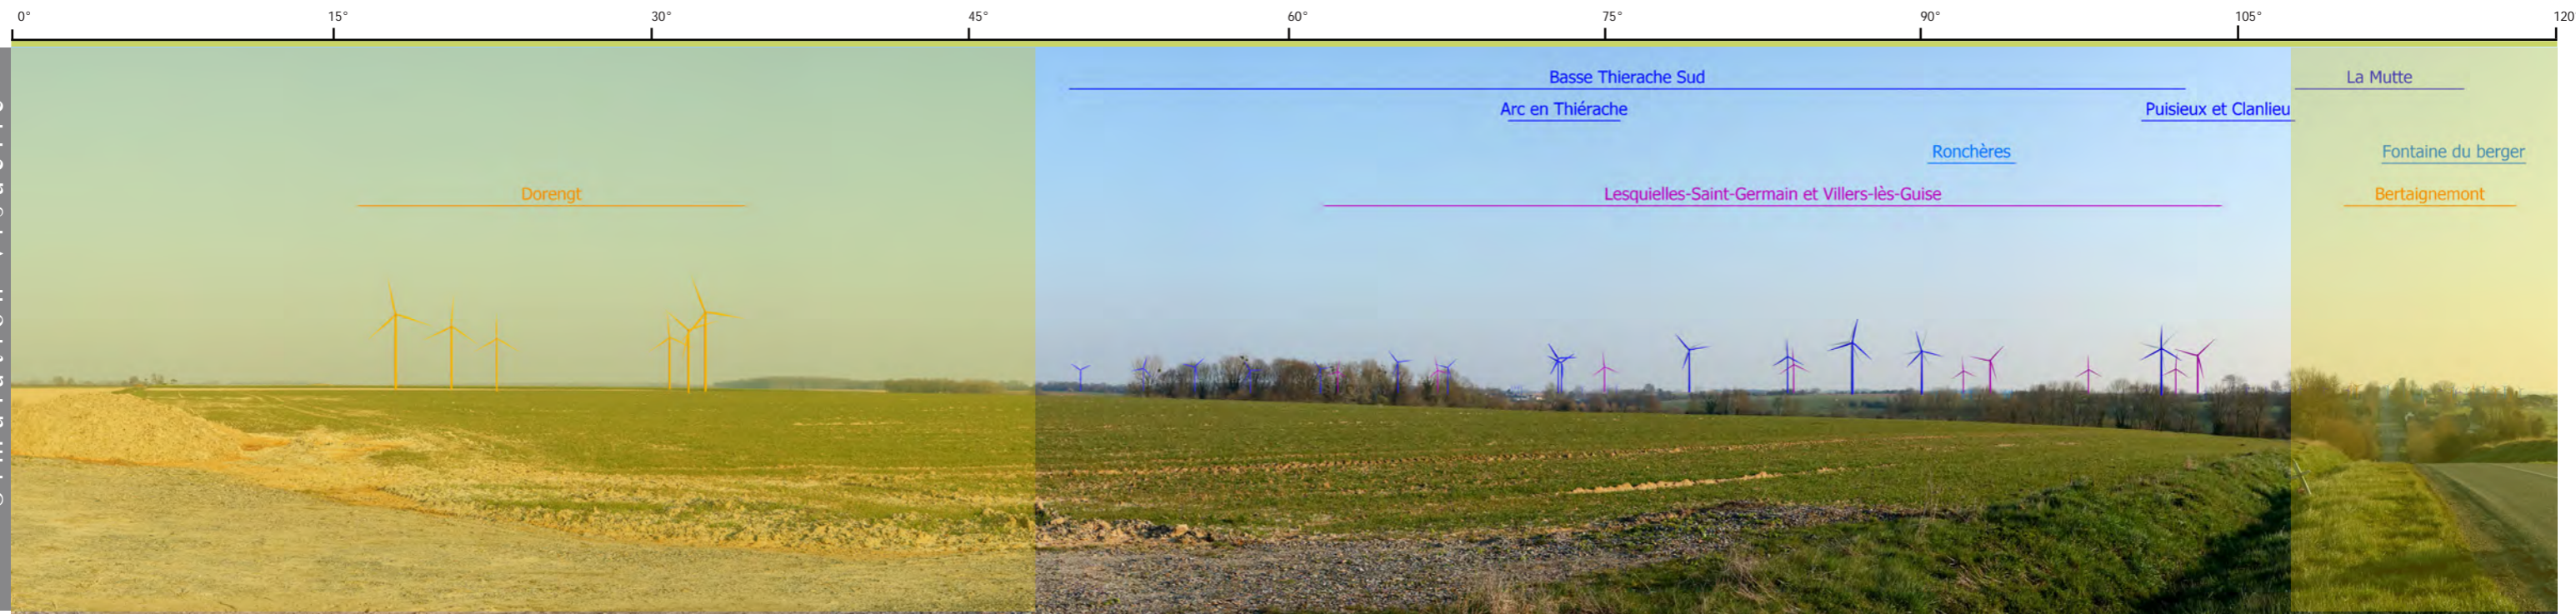 0° 15° 30° 45° 60° 75° 90° 105° 120
Basse Thierache Sud La Mutte
Arc en Thiérache Puisieux et Clanlieu
Ronchères Fontaine du berger
Dorengt Lesquielles-Saint-Germain et Villers-lès-Guise Bertaignemont